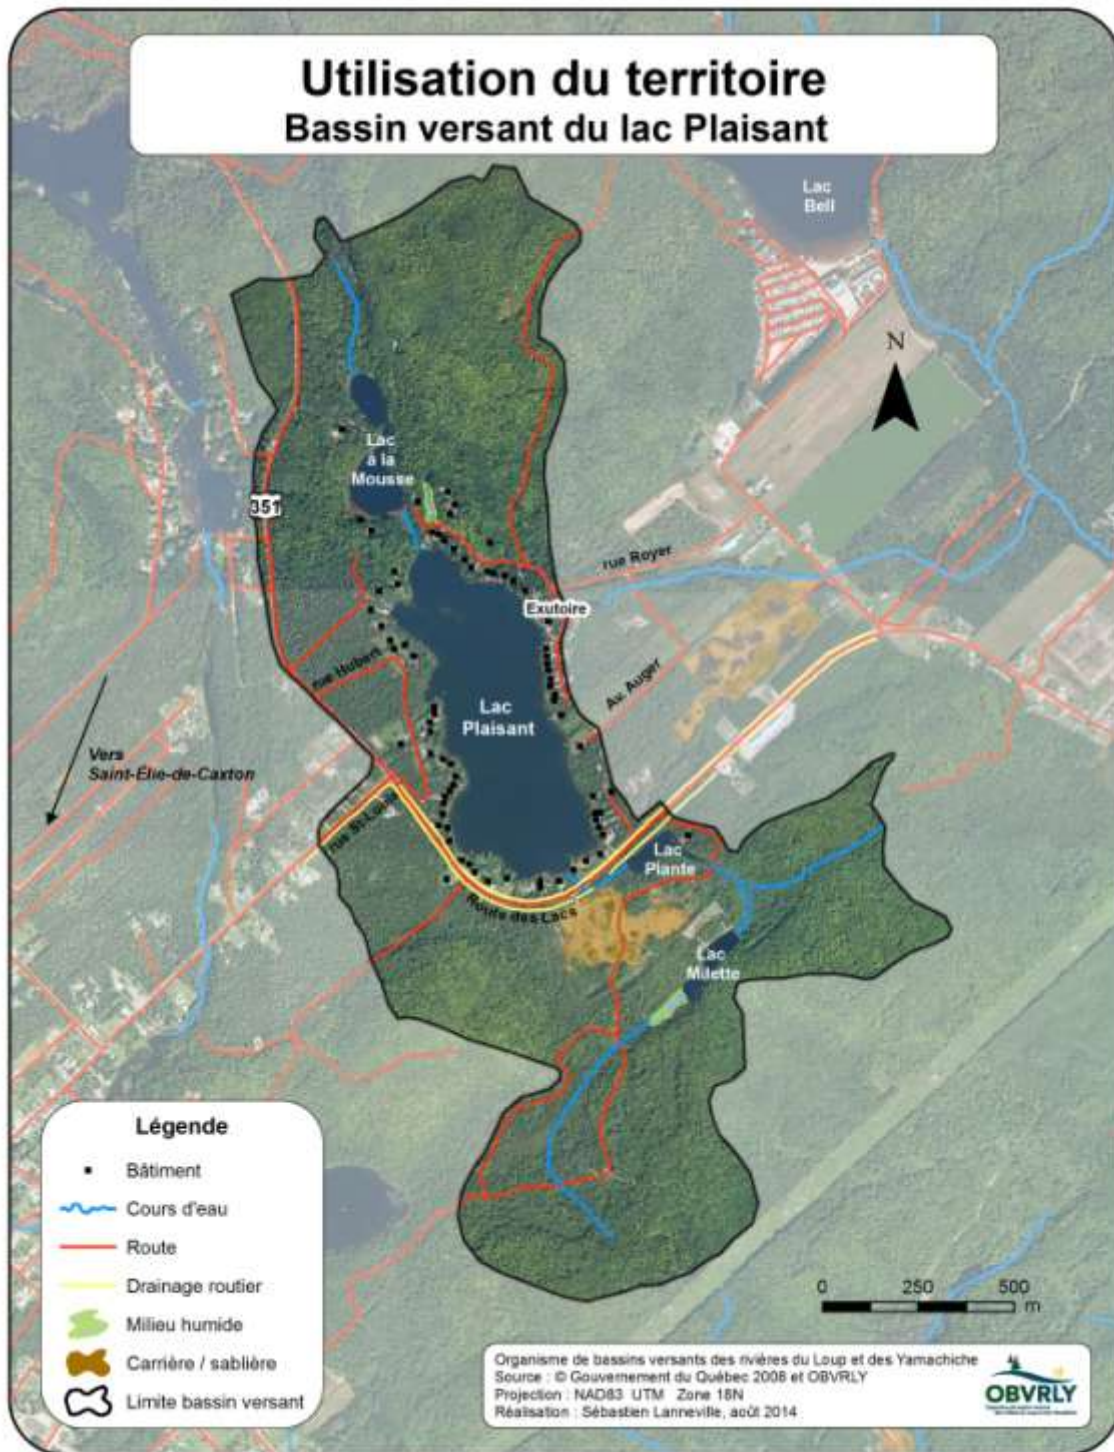 Utilisation du territoire
Bassin versant du lac Plaisant
Lac
Bell
N
Lac
à la
Mousse
351
rue Royer
Exutoire
rue Hubert
Av. Auger
Lac
Plaisant
Vers
Saint-Élie-de-Caxton
rue St-Louis
Lac
Plante
Route des Lacs
Lac
Milette
Légende
Bâtiment
Cours d'eau
Route
Drainage routier
Milieu humide
Carrière / sablière
Limite bassin versant
0 250 500
m
Organisme de bassins versants des rivières du Loup et des Yamachiche
Source : © Gouvernement du Québec 2008 et OBVRLY
Projection : NAD83 UTM Zone 18N
Réalisation : Sébastien Lanneville, août 2014
OBVRLY